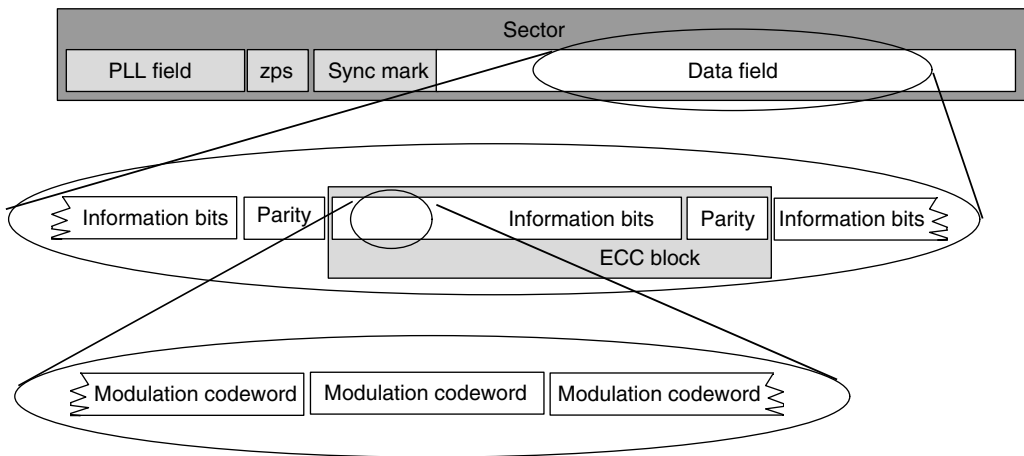 Sector
PLL field zps Sync mark Data field
Information bits Parity Information bits Parity Information bits
ECC block
Modulation codeword Modulation codeword Modulation codeword